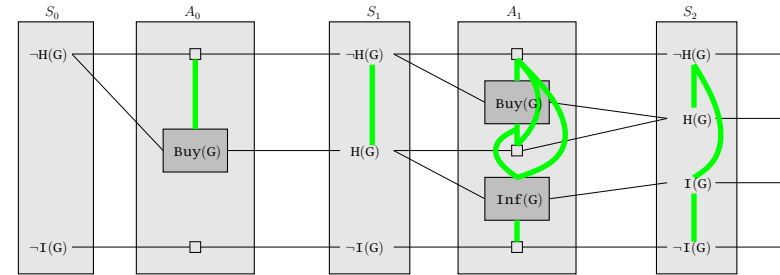 S₀ A₀ S₁ A₁ S₂
¬H(G) ¬H(G) ¬H(G)
Buy(G)
H(G)
Buy(G) H(G)
I(G)
Inf(G)
¬I(G) ¬I(G) ¬I(G)